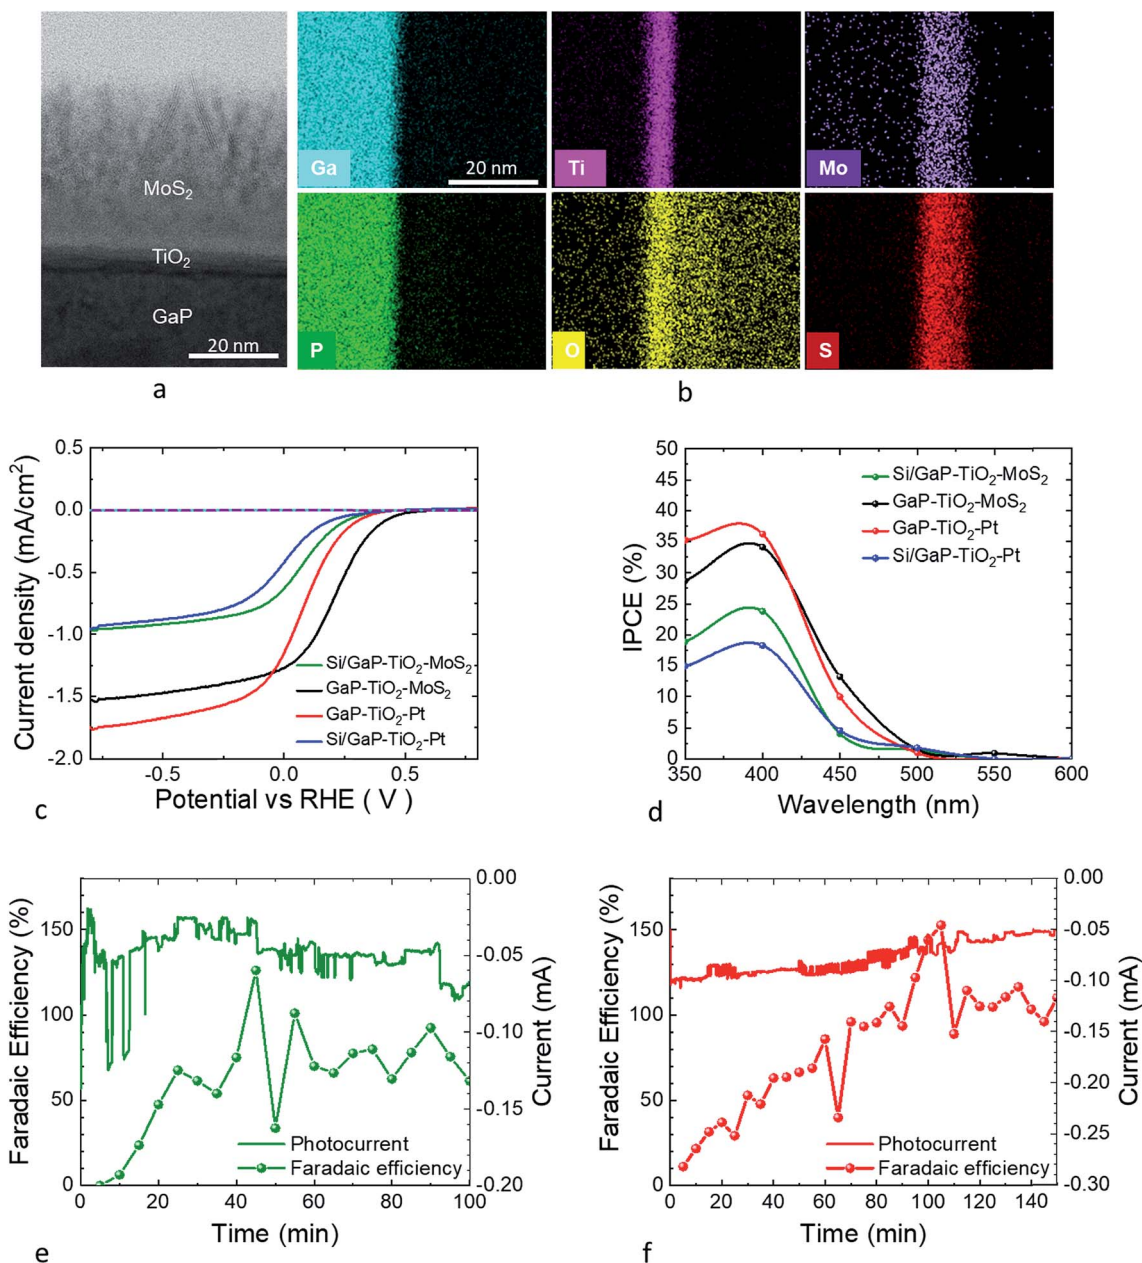 MoS2
TiO2
GaP
20 nm
a
Ga
20 nm
Ti
Mo
P
O
S
b
0.5
0.0
-0.5
-1.0
-1.5
-2.0
Current density (mA/cm²)
-0.5 0.0 0.5
Potential vs RHE ( V )
Si/GaP-TiO2-MoS2
GaP-TiO2-MoS2
GaP-TiO2-Pt
Si/GaP-TiO2-Pt
c
50
45
40
35
30
25
20
15
10
5
0
IPCE (%)
350 400 450 500 550 600
Wavelength (nm)
Si/GaP-TiO2-MoS2
GaP-TiO2-MoS2
GaP-TiO2-Pt
Si/GaP-TiO2-Pt
d
150
100
50
0
Faradaic Efficiency (%)
0.00
-0.05
-0.10
-0.15
-0.20
Current (mA)
Photocurrent
Faradaic efficiency
0 20 40 60 80 100
Time (min)
e
150
100
50
0
Faradaic Efficiency (%)
0.00
-0.05
-0.10
-0.15
-0.20
-0.25
-0.30
Current (mA)
Photocurrent
Faradaic efficiency
0 20 40 60 80 100 120 140
Time (min)
f